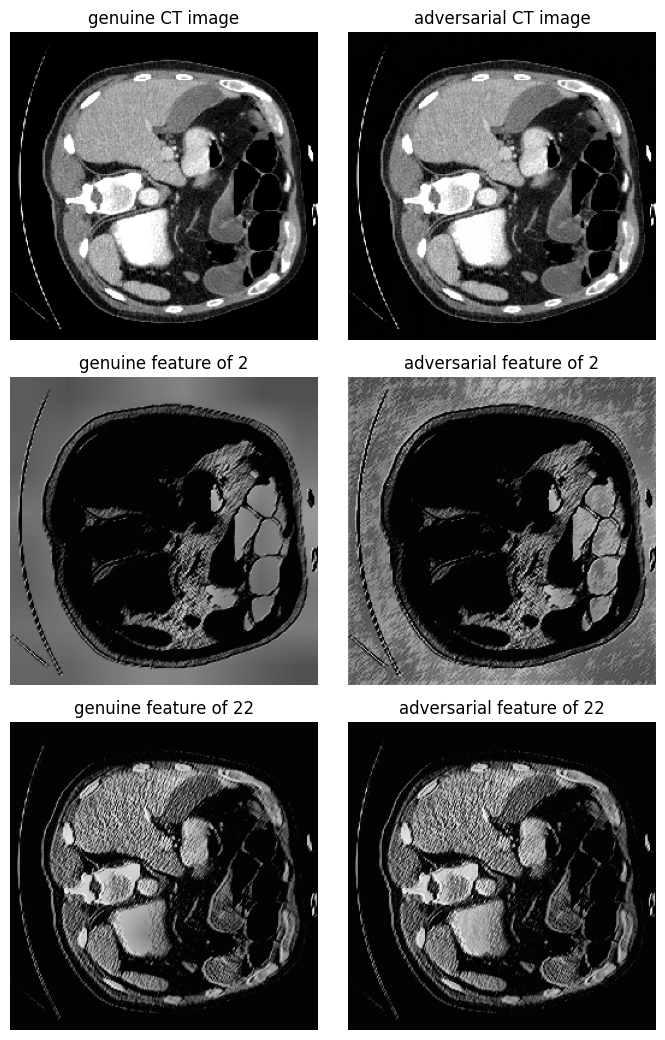 genuine CT image
adversarial CT image
genuine feature of 2
adversarial feature of 2
genuine feature of 22
adversarial feature of 22